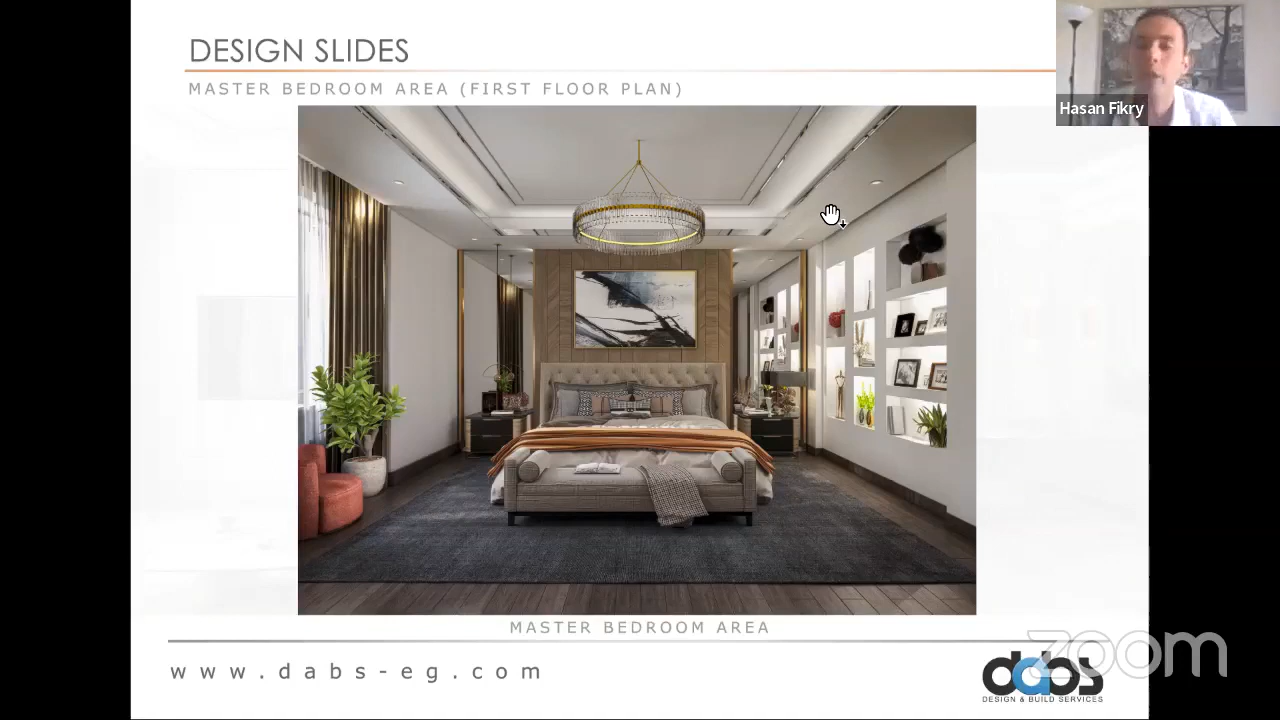 DESIGN SLIDES
MASTER BEDROOM AREA (FIRST FLOOR PLAN)
Hasan Fikry
MASTER BEDROOM AREA
www.dabs-eg.com
zoom
dabs
DESIGN & BUILD SERVICES